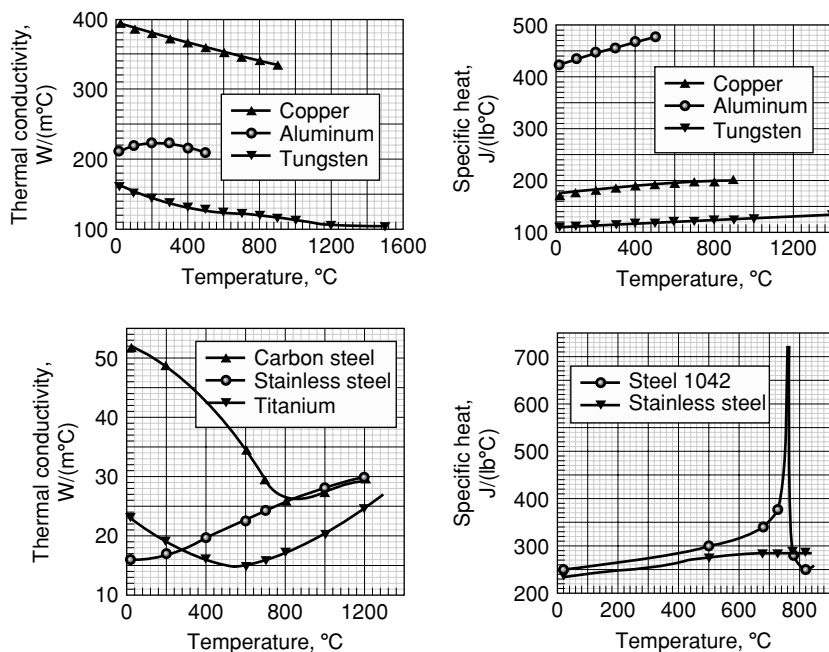 Thermal conductivity,
W/(m°C)
400
300
200
100
0
400
800
1200
1600
Temperature, °C
Copper
Aluminum
Tungsten
Specific heat,
J/(lb°C)
500
400
300
200
100
0
400
800
1200
Temperature, °C
Copper
Aluminum
Tungsten
Thermal conductivity,
W/(m°C)
50
40
30
20
10
0
400
800
1200
Temperature, °C
Carbon steel
Stainless steel
Titanium
Specific heat,
J/(lb°C)
700
600
500
400
300
200
0
200
400
600
800
Temperature, °C
Steel 1042
Stainless steel